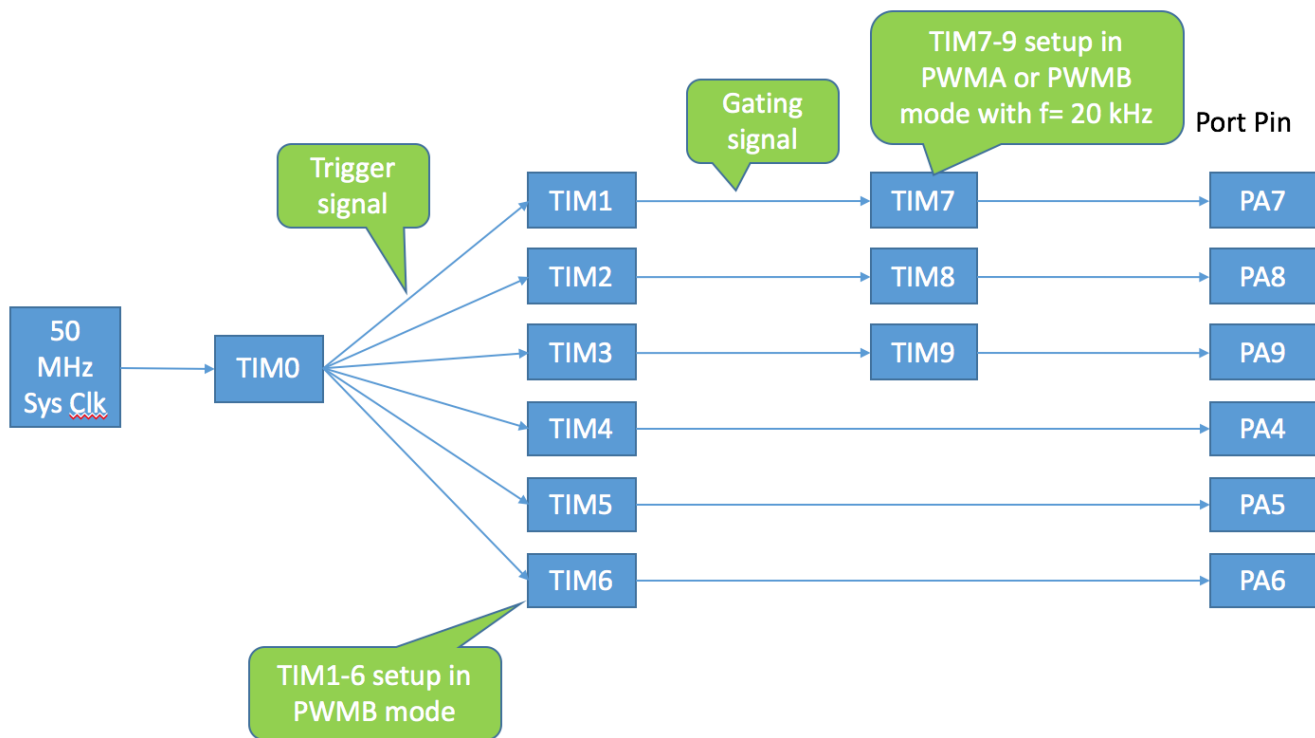 TIM7-9 setup in
PWMA or PWMB
mode with f= 20 kHz
Gating
signal
Port Pin
Trigger
signal
TIM1
TIM7
PA7
TIM2
TIM8
PA8
50
MHz
Sys Clk
TIM0
TIM3
TIM9
PA9
TIM4
PA4
TIM5
PA5
TIM6
PA6
TIM1-6 setup in
PWMB mode